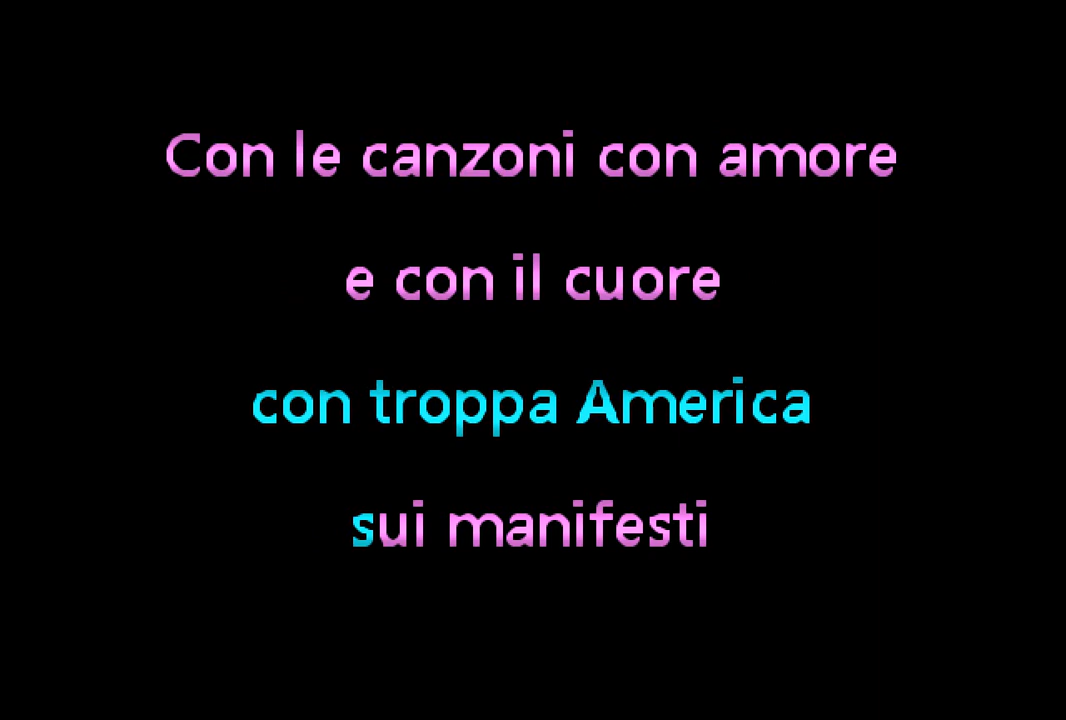 Con le canzoni con amore
e con il cuore
con troppa America
sui manifesti